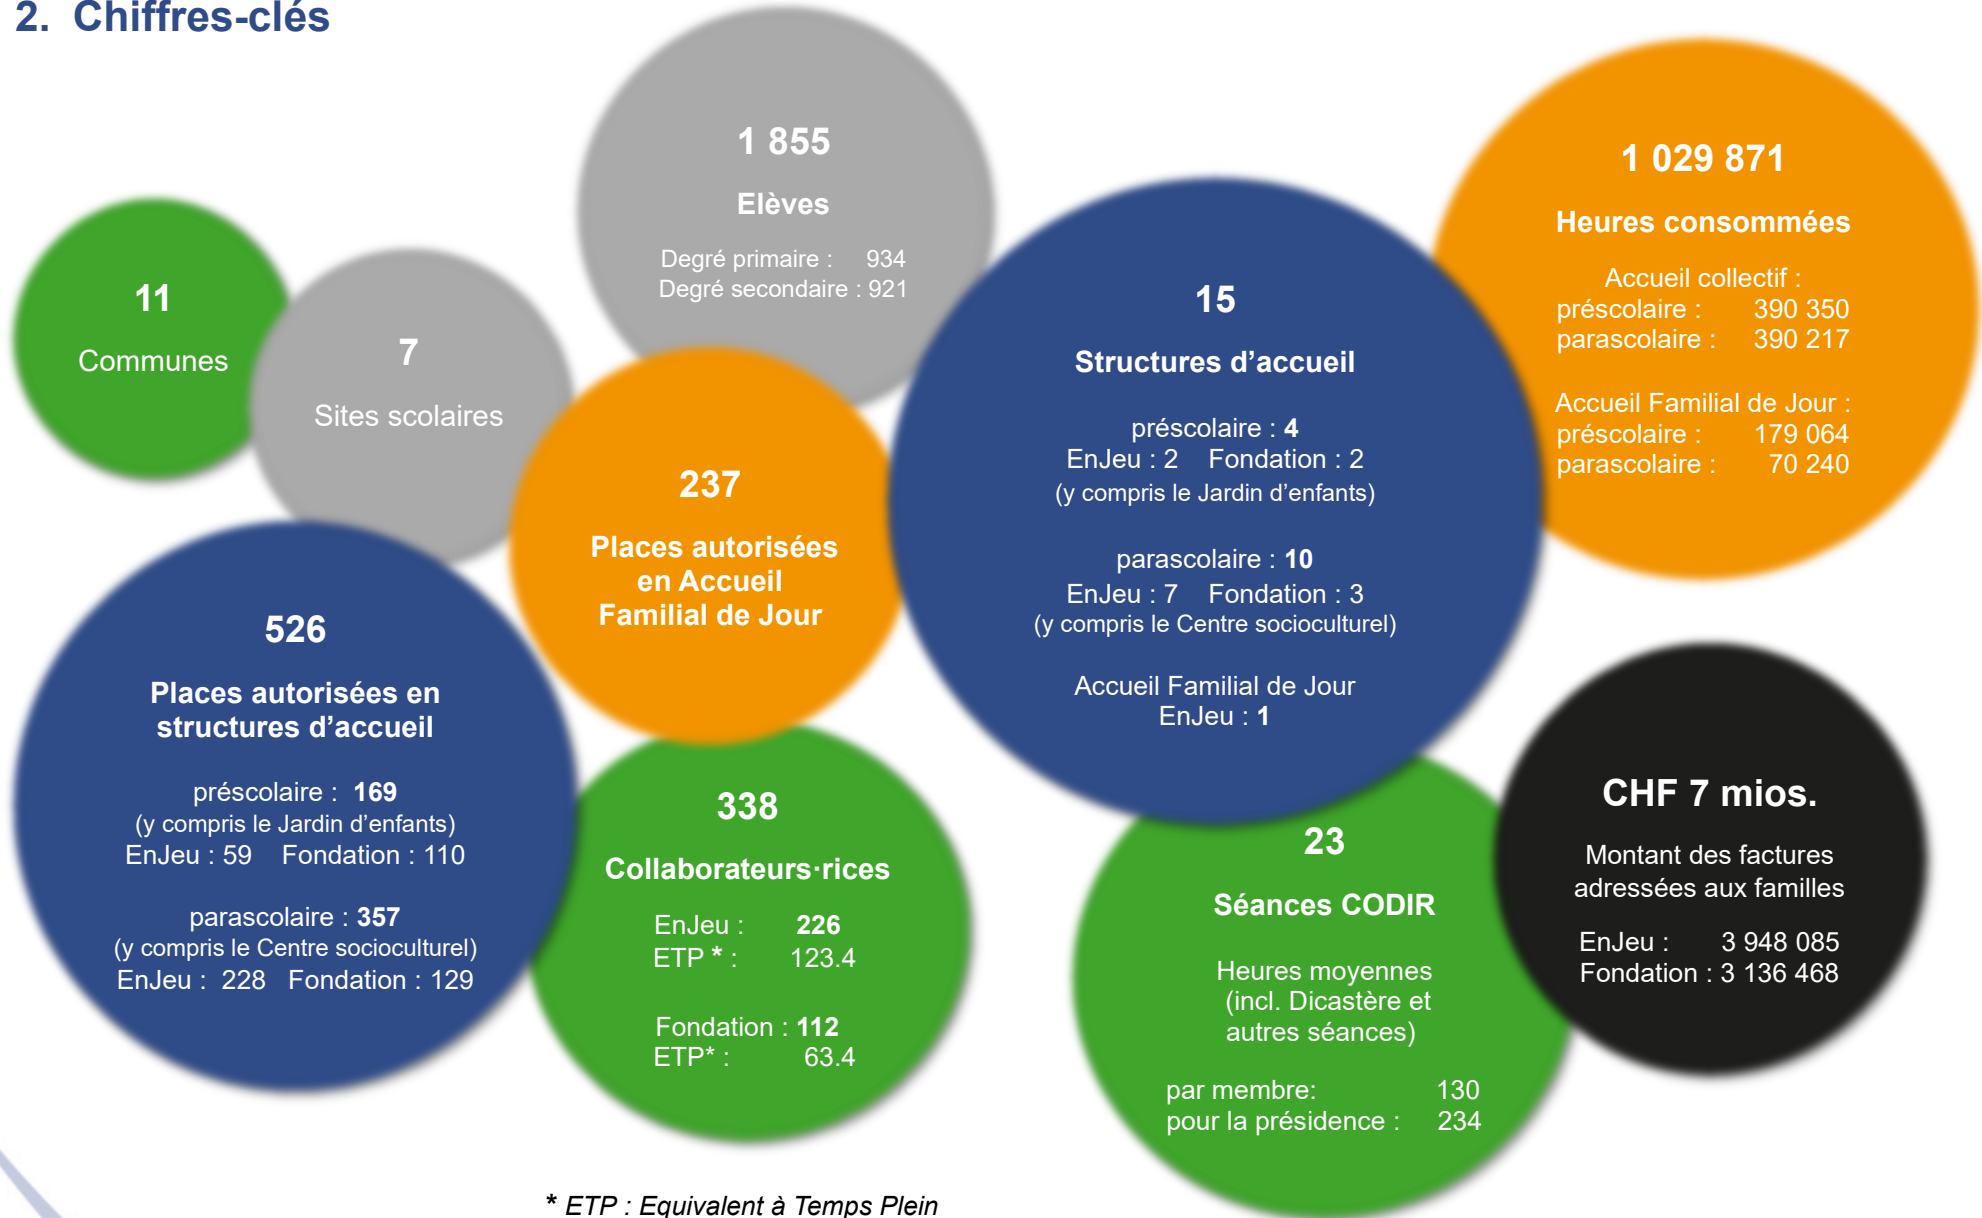 2. Chiffres-clés
11
Communes
7
Sites scolaires
1 855
Elèves
Degré primaire : 934
Degré secondaire : 921
237
Places autorisées
en Accueil
Familial de Jour
15
Structures d’accueil
préscolaire : 4
EnJeu : 2 Fondation : 2
(y compris le Jardin d’enfants)
parascolaire : 10
EnJeu : 7 Fondation : 3
(y compris le Centre socioculturel)
Accueil Familial de Jour
EnJeu : 1
1 029 871
Heures consommées
Accueil collectif :
préscolaire : 390 350
parascolaire : 390 217
Accueil Familial de Jour :
préscolaire : 179 064
parascolaire : 70 240
526
Places autorisées en
structures d’accueil
préscolaire : 169
(y compris le Jardin d’enfants)
EnJeu : 59 Fondation : 110
parascolaire : 357
(y compris le Centre socioculturel)
EnJeu : 228 Fondation : 129
338
Collaborateurs·rices
EnJeu : 226
ETP * : 123.4
Fondation : 112
ETP* : 63.4
23
Séances CODIR
Heures moyennes
(incl. Dicastère et
autres séances)
par membre: 130
pour la présidence : 234
CHF 7 mios.
Montant des factures
adressées aux familles
EnJeu : 3 948 085
Fondation : 3 136 468
* ETP : Equivalent à Temps Plein